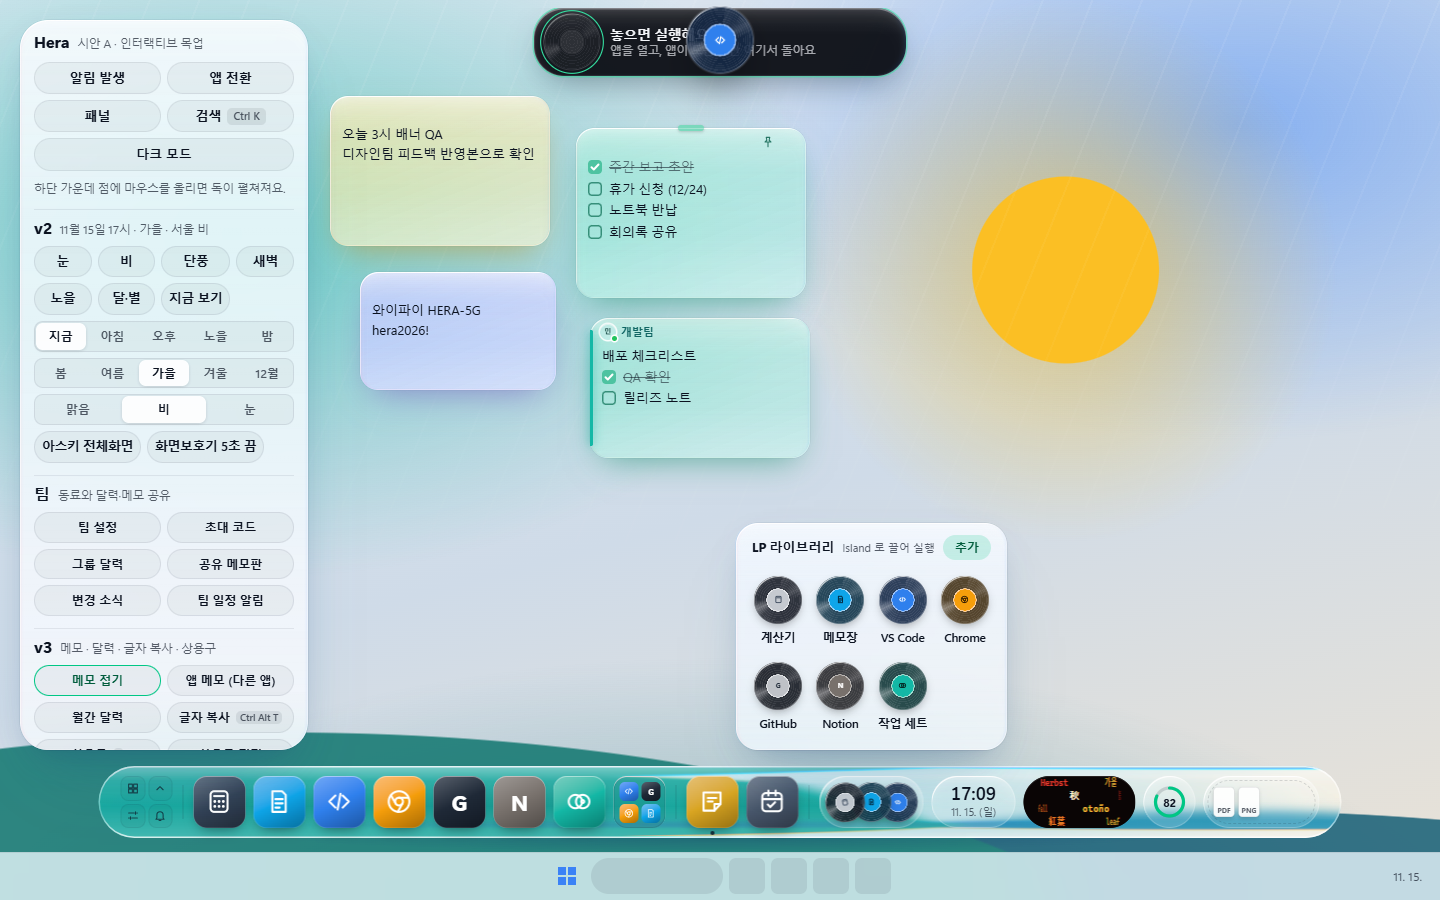 Hera 시안 A · 인터랙티브 목업
알림 발생
앱 전환
패널
검색 Ctrl K
다크 모드
하단 가운데 점에 마우스를 올리면 독이 펼쳐져요.
v2 11월 15일 17시 · 가을 · 서울 비
눈
비
단풍
새벽
노을
달·별
지금 보기
지금
아침
오후
노을
밤
봄
여름
가을
겨울
12월
맑음
비
눈
아스키 전체화면
화면보호기 5초 끔
팀 동료와 달력·메모 공유
팀 설정
초대 코드
그룹 달력
공유 메모판
변경 소식
팀 일정 알림
v3 메모 · 달력 · 글자 복사 · 상용구
메모 접기
앱 메모 (다른 앱)
월간 달력
글자 복사 Ctrl Alt T
놓으면 실행
앱을 열고, 앱이 여기서 돌아요
오늘 3시 배너 QA
디자인팀 피드백 반영본으로 확인
주간 보고 초안
휴가 신청 (12/24)
노트북 반납
회의록 공유
와이파이 HERA-5G
hera2026!
민 개발팀
배포 체크리스트
QA 확인
릴리즈 노트
LP 라이브러리 Island 로 끌어 실행 추가
계산기
메모장
VS Code
Chrome
G
N
GitHub
Notion
작업 세트
G
N
G
17:09
11. 15. (일)
Herbst
가을
秋
otoño
紅葉
leaf
82
PDF
PNG
11. 15.